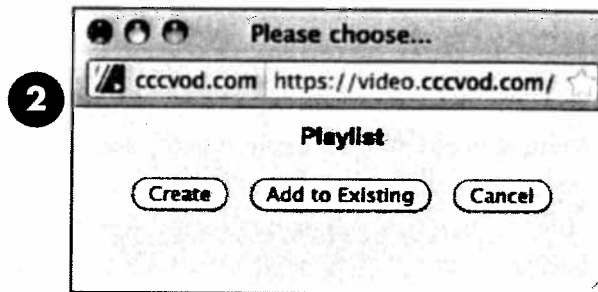 2
Please choose...
cccvod.com https://video.cccvod.com/
Playlist
Create Add to Existing Cancel